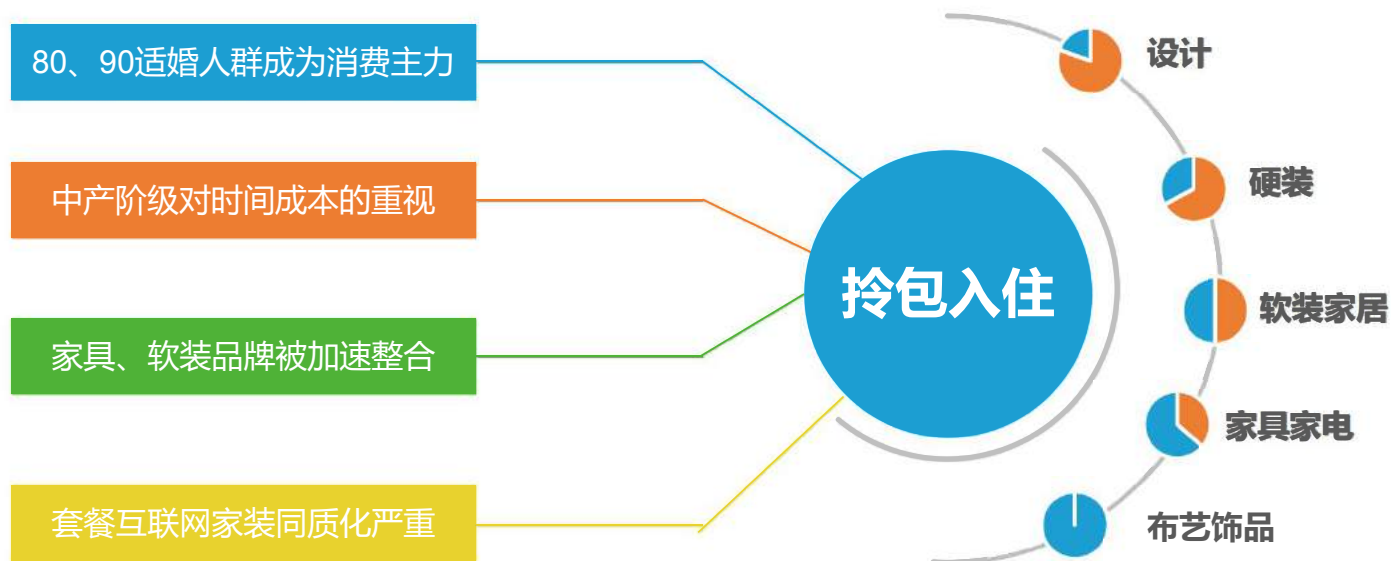 80、90适婚人群成为消费主力
中产阶级对时间成本的重视
家具、软装品牌被加速整合
套餐互联网家装同质化严重
拎包入住
设计
硬装
软装家居
家具家电
布艺饰品